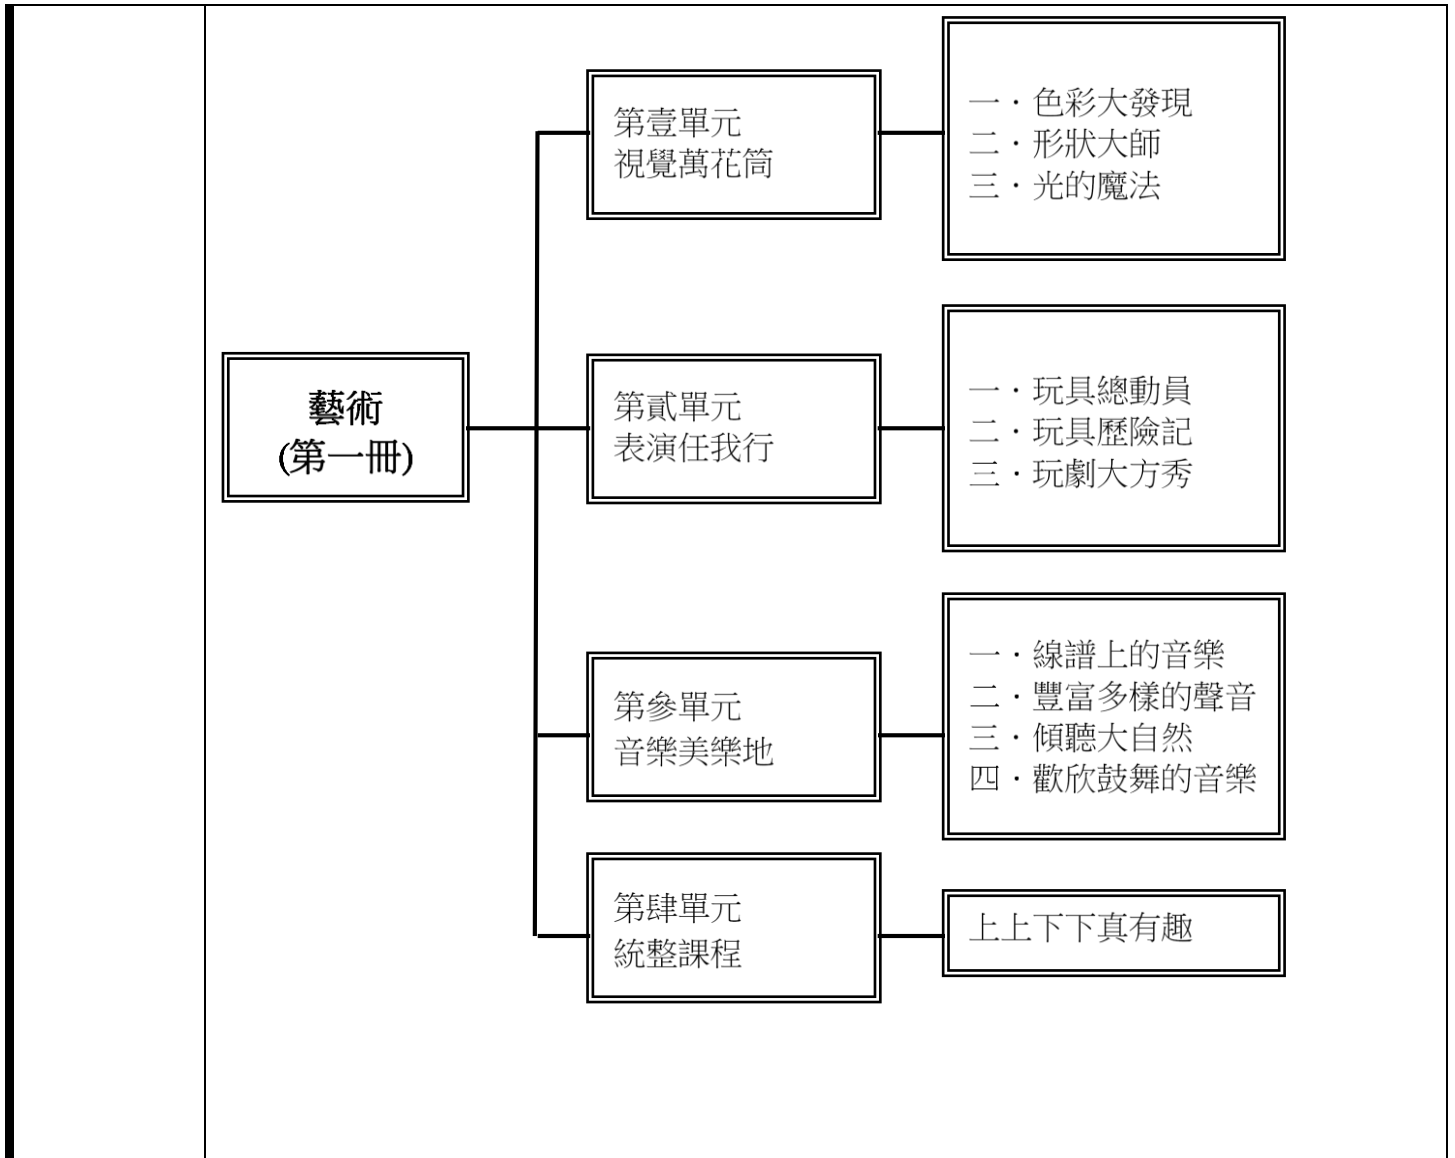 藝術
(第一冊)
第壹單元
視覺萬花筒
一．色彩大發現
二．形狀大師
三．光的魔法
第貳單元
表演任我行
一．玩具總動員
二．玩具歷險記
三．玩劇大方秀
第參單元
音樂美樂地
一．線譜上的音樂
二．豐富多樣的聲音
三．傾聽大自然
四．歡欣鼓舞的音樂
第肆單元
統整課程
上上下下真有趣